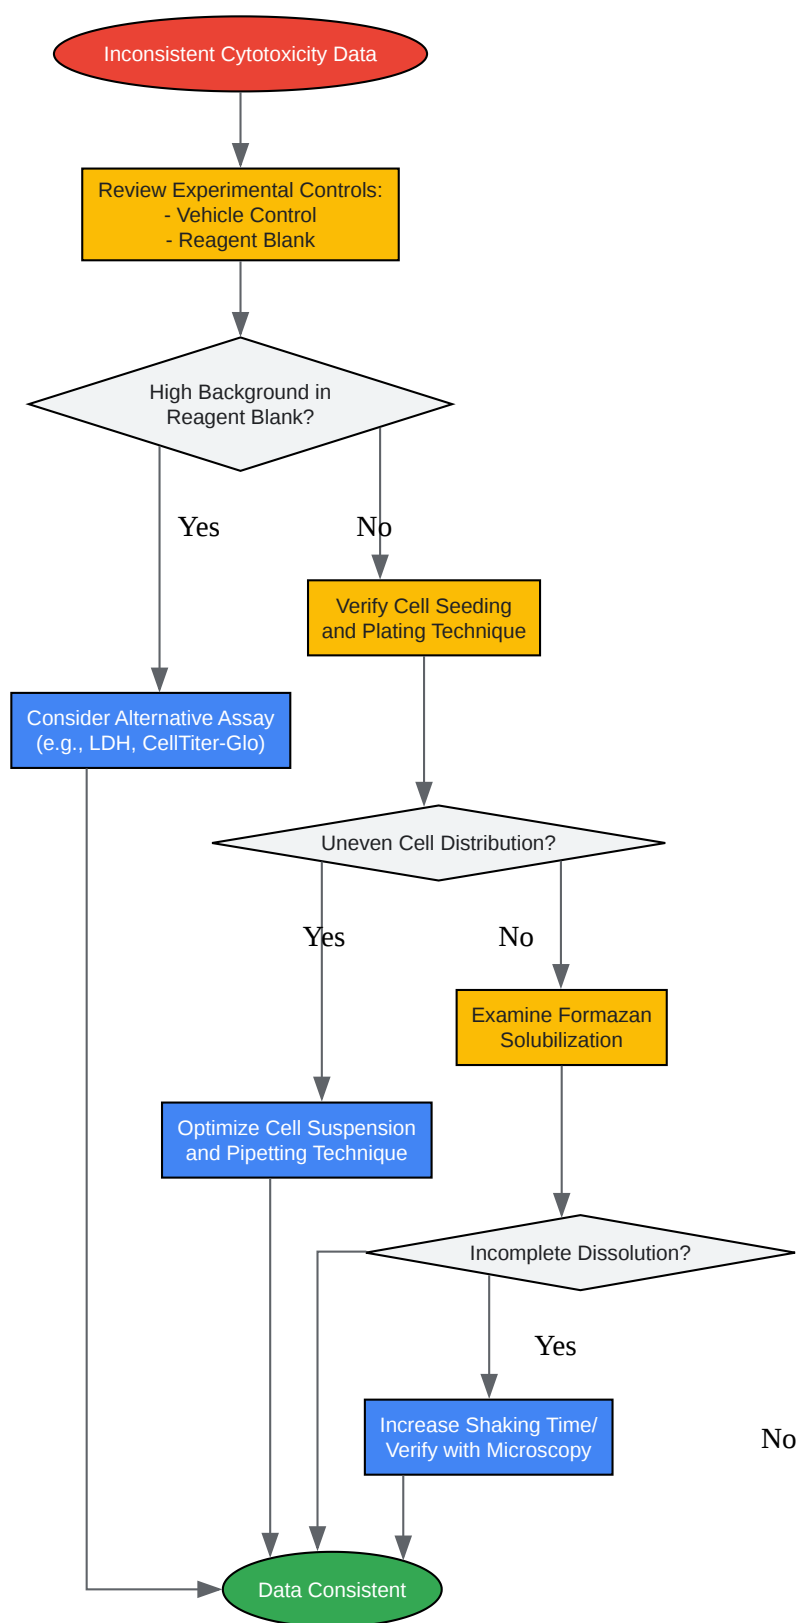 Inconsistent Cytotoxicity Data
Review Experimental Controls:
- Vehicle Control
- Reagent Blank
High Background in
Reagent Blank?
Yes
No
Verify Cell Seeding
and Plating Technique
Consider Alternative Assay
(e.g., LDH, CellTiter-Glo)
Uneven Cell Distribution?
Yes
No
Examine Formazan
Solubilization
Optimize Cell Suspension
and Pipetting Technique
Incomplete Dissolution?
Yes
Increase Shaking Time/
Verify with Microscopy
No
Data Consistent